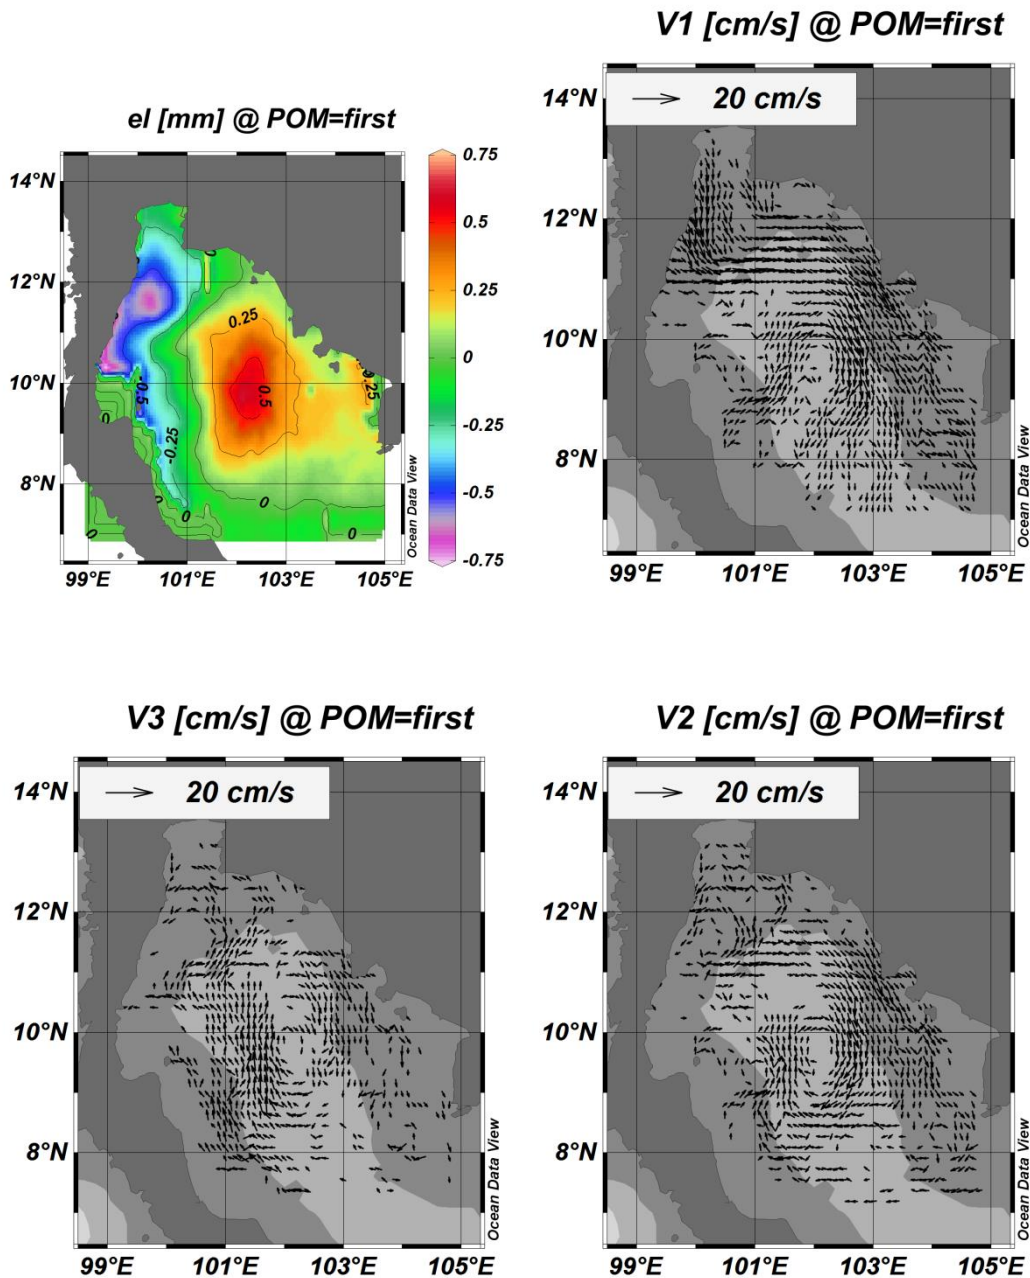 V1 [cm/s] @ POM=first
20 cm/s
14°N
12°N
10°N
8°N
99°E 101°E 103°E 105°E
Ocean Data View
el [mm] @ POM=first
14°N
12°N
10°N
8°N
99°E 101°E 103°E 105°E
0.75
0.5
0.25
0
-0.25
-0.5
-0.75
0
0.25
0.5
-0.5
-0.25
0.25
0
0
0
0
0
0
Ocean Data View
V3 [cm/s] @ POM=first
20 cm/s
14°N
12°N
10°N
8°N
99°E 101°E 103°E 105°E
Ocean Data View
V2 [cm/s] @ POM=first
20 cm/s
14°N
12°N
10°N
8°N
99°E 101°E 103°E 105°E
Ocean Data View